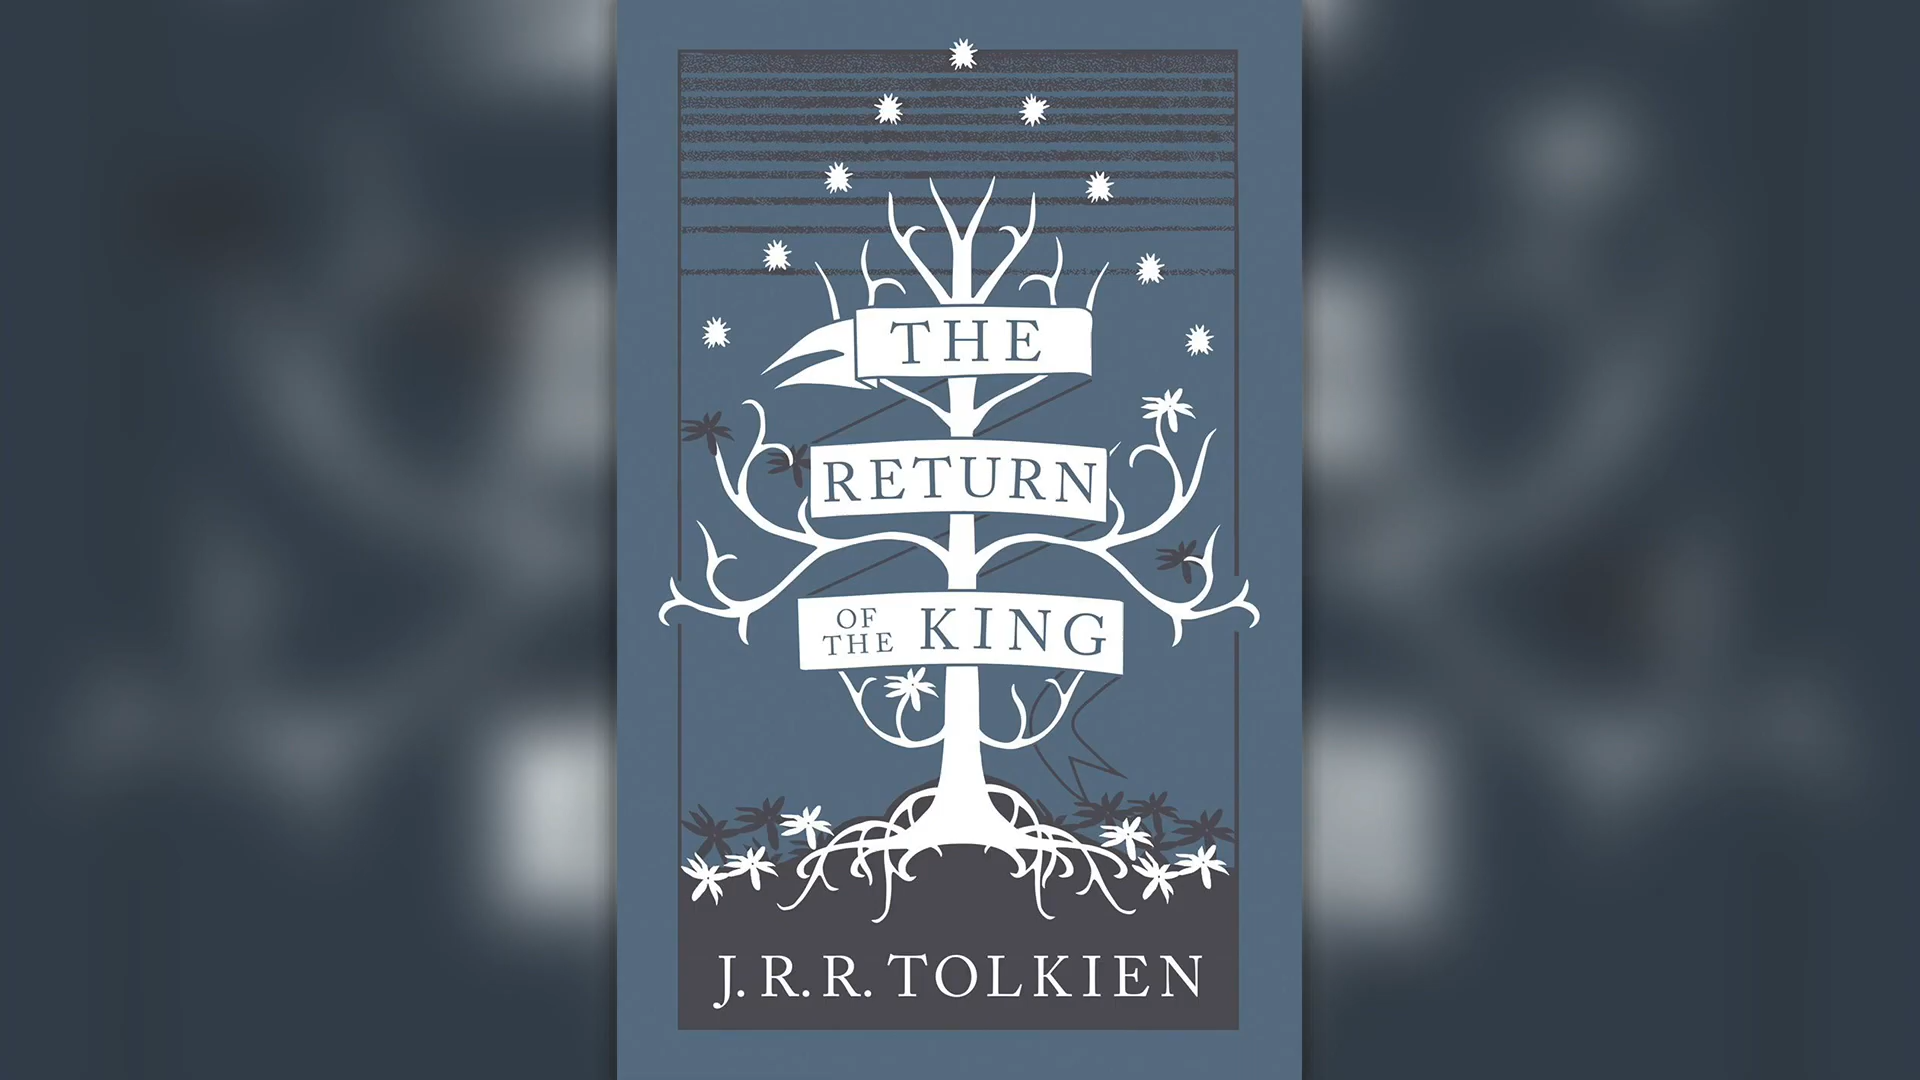 THE
RETURN
OF THE KING
J.R.R. TOLKIEN